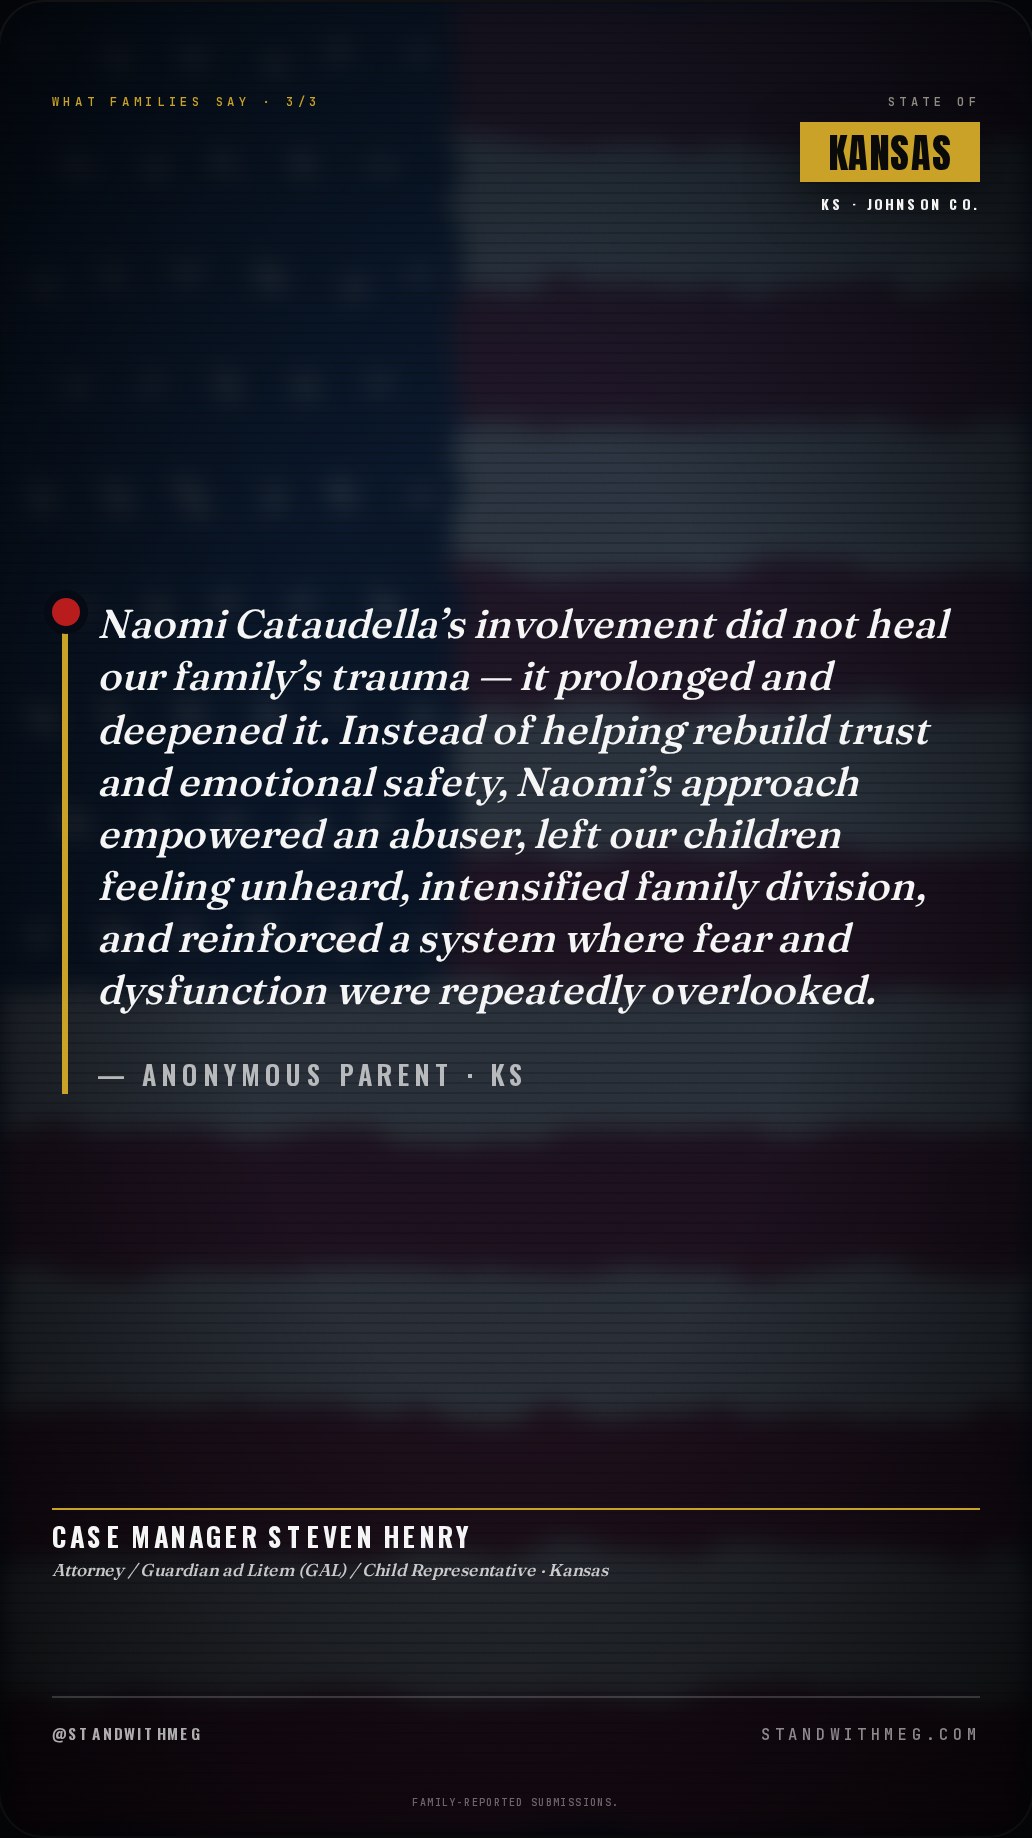 WHAT FAMILIES SAY · 3/3
STATE OF
KANSAS
KS · JOHNSON CO.
Naomi Cataudella’s involvement did not heal
our family’s trauma — it prolonged and
deepened it. Instead of helping rebuild trust
and emotional safety, Naomi’s approach
empowered an abuser, left our children
feeling unheard, intensified family division,
and reinforced a system where fear and
dysfunction were repeatedly overlooked.
— ANONYMOUS PARENT · KS
CASE MANAGER STEVEN HENRY
Attorney / Guardian ad Litem (GAL) / Child Representative · Kansas
@STANDWITHMEG
STANDWITHMEG.COM
FAMILY-REPORTED SUBMISSIONS.